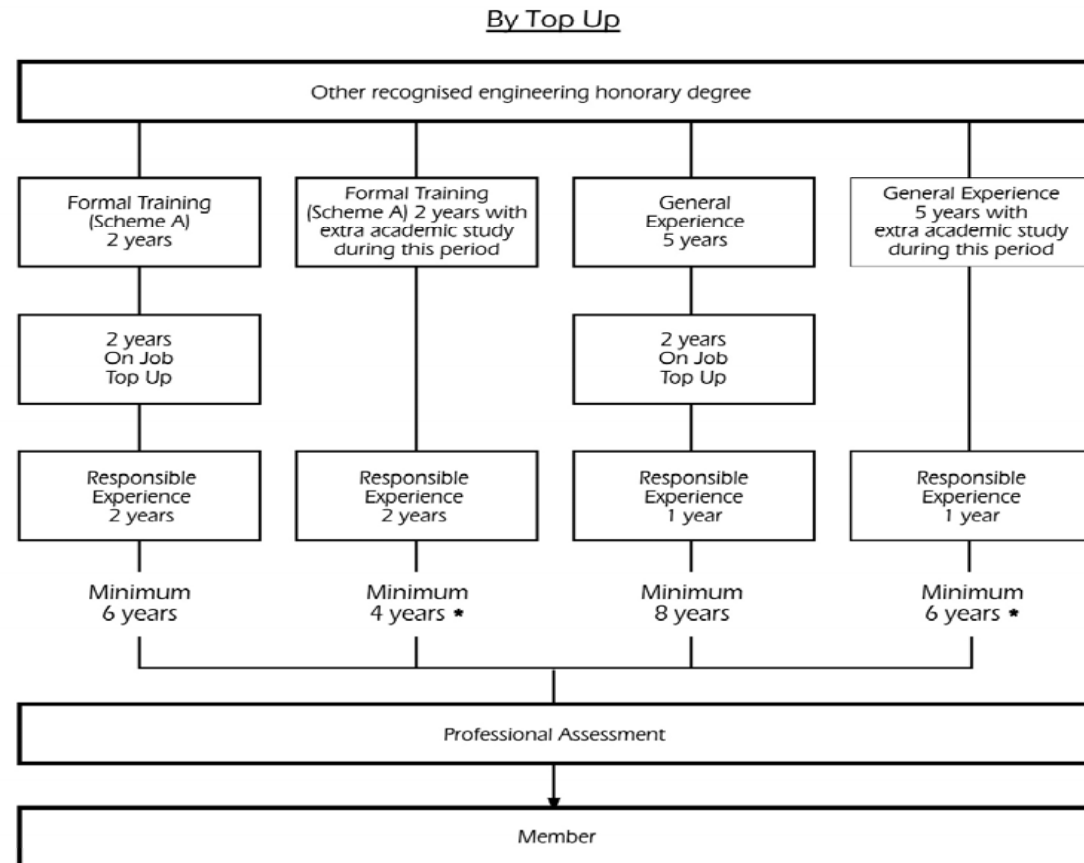 By Top Up
Other recognised engineering honorary degree
Formal Training
(Scheme A)
2 years
Formal Training
(Scheme A) 2 years with
extra academic study
during this period
General
Experience
5 years
General Experience
5 years with
extra academic study
during this period
2 years
On Job
Top Up
2 years
On Job
Top Up
Responsible
Experience
2 years
Responsible
Experience
2 years
Responsible
Experience
1 year
Responsible
Experience
1 year
Minimum
6 years
Minimum
4 years *
Minimum
8 years
Minimum
6 years *
Professional Assessment
Member